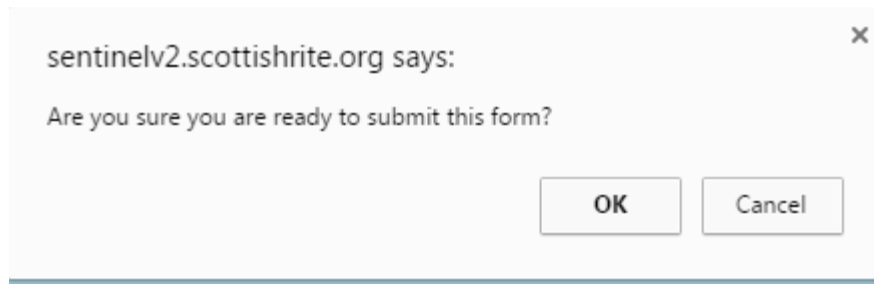 sentinelv2.scottishrite.org says:
Are you sure you are ready to submit this form?
OK Cancel